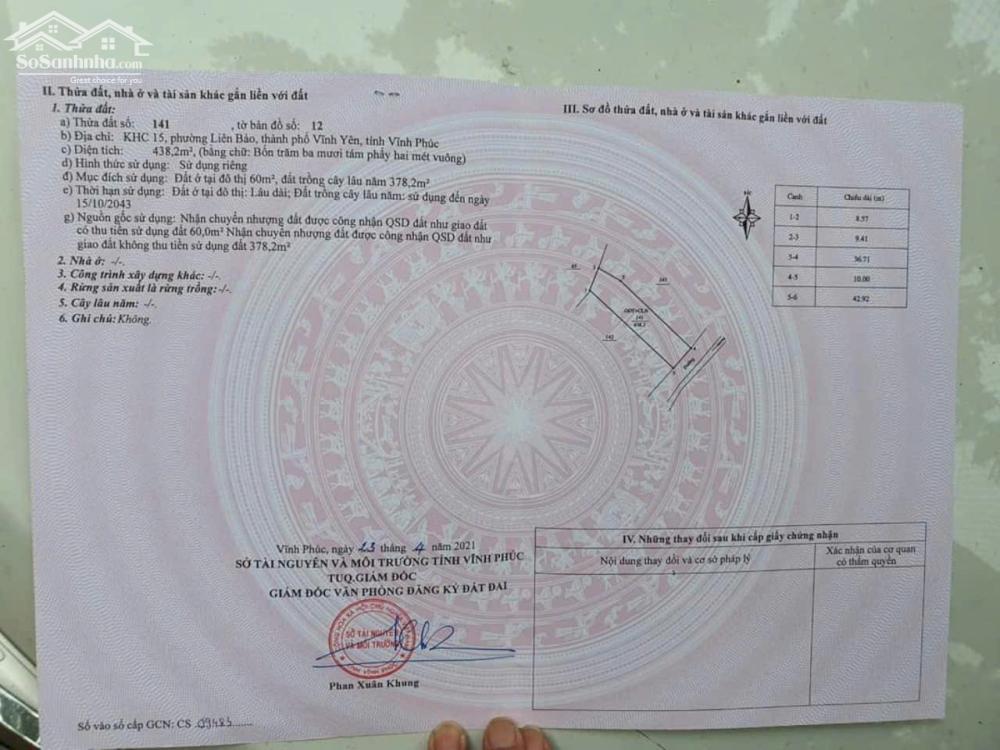 SoSanhnha.com
Great choice for you
II. Thửa đất, nhà ở và tài sản khác gắn liền với đất
1. Thửa đất:
a) Thửa đất số: 141 , tờ bản đồ số: 12
b) Địa chỉ: KHC 15, phường Liên Bảo, thành phố Vĩnh Yên, tỉnh Vĩnh Phúc
c) Diện tích: 438,2m², (bằng chữ: Bốn trăm ba mươi tám phẩy hai mét vuông)
d) Hình thức sử dụng: Sử dụng riêng
đ) Mục đích sử dụng: Đất ở tại đô thị 60m², đất trồng cây lâu năm 378,2m²
e) Thời hạn sử dụng: Đất ở tại đô thị: Lâu dài; Đất trồng cây lâu năm: sử dụng đến ngày
15/10/2043
g) Nguồn gốc sử dụng: Nhận chuyển nhượng đất được công nhận QSD đất như giao đất
có thu tiền sử dụng đất 60,0m² Nhận chuyển nhượng đất được công nhận QSD đất như
giao đất không thu tiền sử dụng đất 378,2m²
2. Nhà ở: -/-.
3. Công trình xây dựng khác: -/-.
4. Rừng sản xuất là rừng trồng: -/-.
5. Cây lâu năm: -/-.
6. Ghi chú: Không.
III. Sơ đồ thửa đất, nhà ở và tài sản khác gắn liền với đất
Cạnh Chiều dài (m)
1-2 8.57
2-3 9.41
3-4 36.71
4-5 10.00
5-6 42.92
141
142
Đường
Vĩnh Phúc, ngày 23 tháng 4 năm 2021
SỞ TÀI NGUYÊN VÀ MÔI TRƯỜNG TỈNH VĨNH PHÚC
TUQ.GIÁM ĐỐC
GIÁM ĐỐC VĂN PHÒNG ĐĂNG KÝ ĐẤT ĐAI
SỞ TÀI NGUYÊN
VÀ MÔI TRƯỜNG
Phan Xuân Khung
Số vào sổ cấp GCN: CS 09483
IV. Những thay đổi sau khi cấp giấy chứng nhận
Nội dung thay đổi và cơ sở pháp lý
Xác nhận của cơ quan
có thẩm quyền